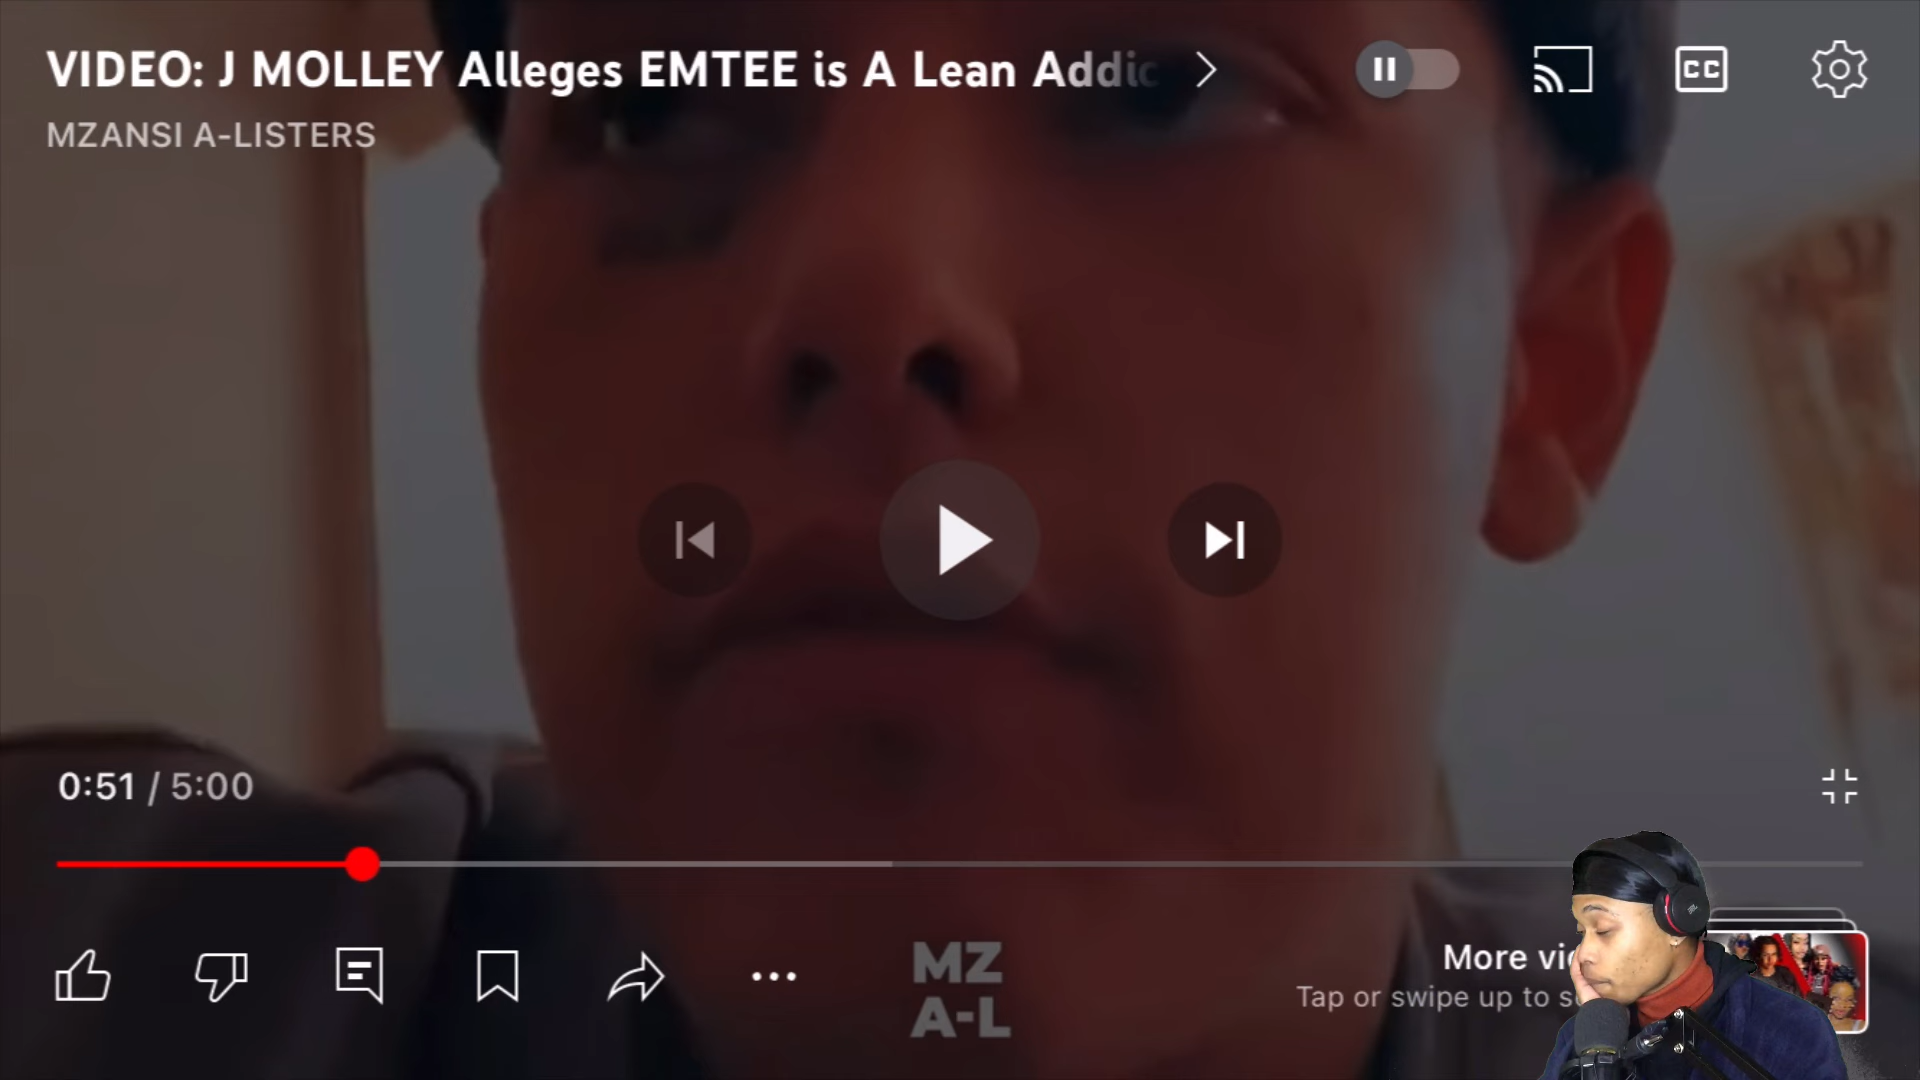 VIDEO: J MOLLEY Alleges EMTEE is A Lean Addic
MZANSI A-LISTERS
CC
0:51 / 5:00
MZ
A-L
More vi
Tap or swipe up to s